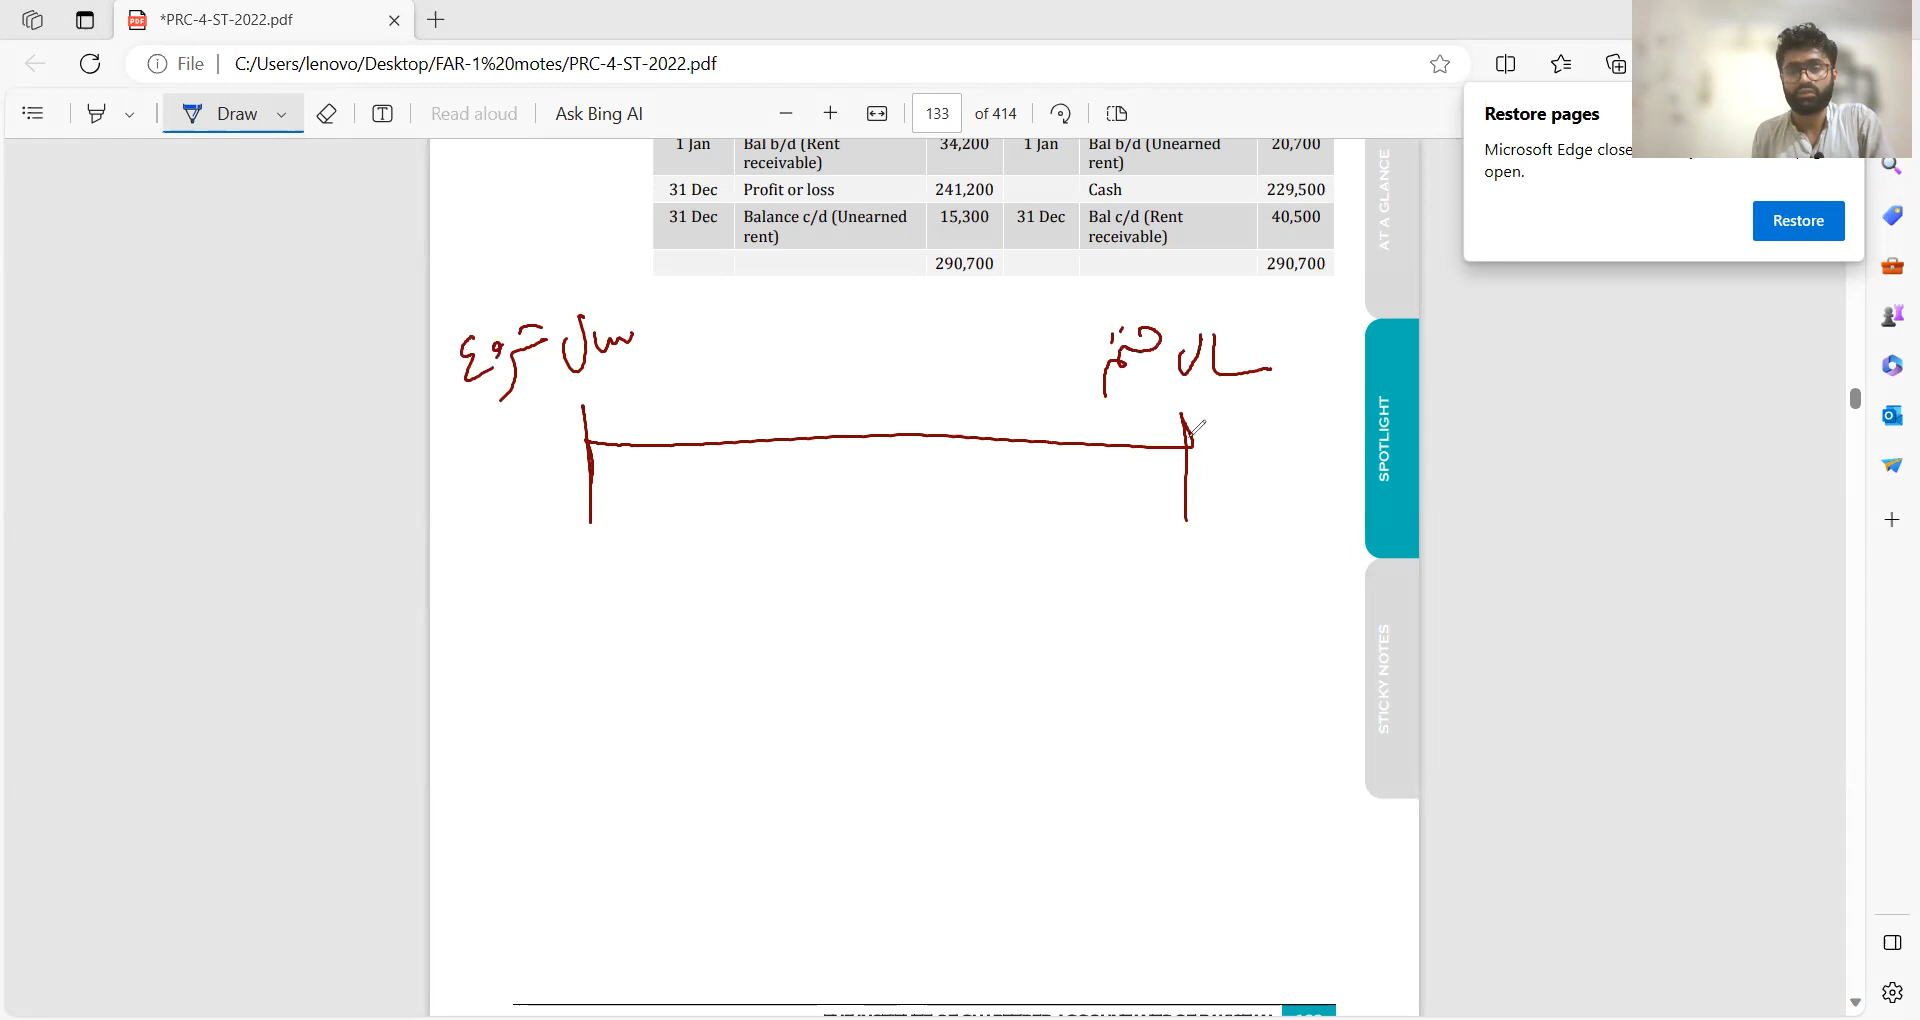 *PRC-4-ST-2022.pdf
File
C:/Users/lenovo/Desktop/FAR-1%20motes/PRC-4-ST-2022.pdf
Draw
Read aloud
Ask Bing AI
133 of 414
Restore pages
Microsoft Edge close
open.
Restore
1 Jan Bal b/d (Rent receivable) 34,200 1 Jan Bal b/d (Unearned rent) 20,700
31 Dec Profit or loss 241,200 Cash 229,500
31 Dec Balance c/d (Unearned rent) 15,300 31 Dec Bal c/d (Rent receivable) 40,500
290,700 290,700
سال شروع
سال ختم
AT A GLANCE
SPOTLIGHT
STICKY NOTES